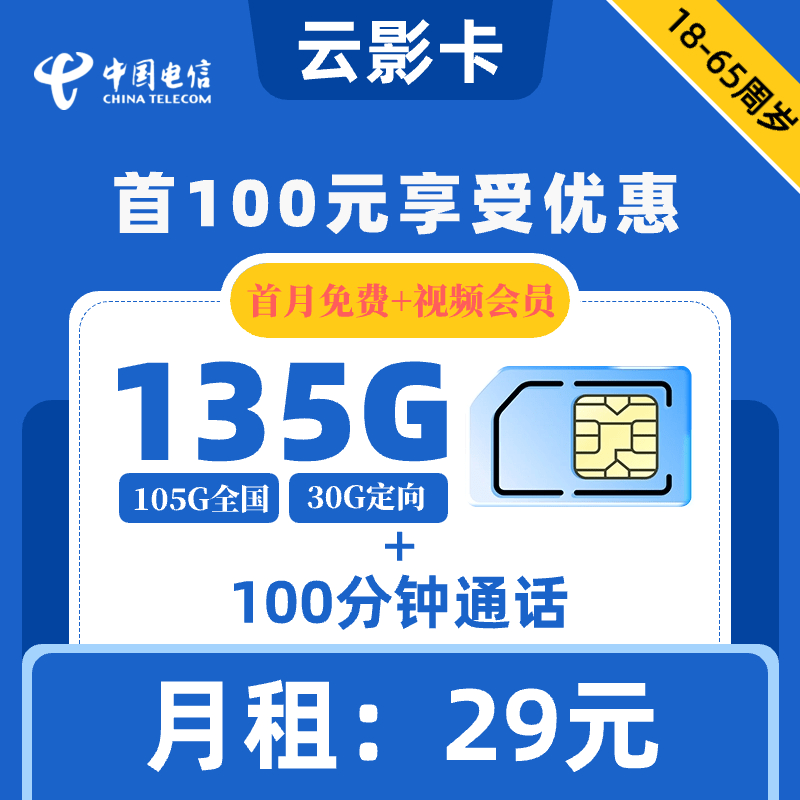 中国电信
CHINA TELECOM
云影卡
18-65周岁
首100元享受优惠
首月免费+视频会员
135G
105G全国
30G定向
+
100分钟通话
月租：29元